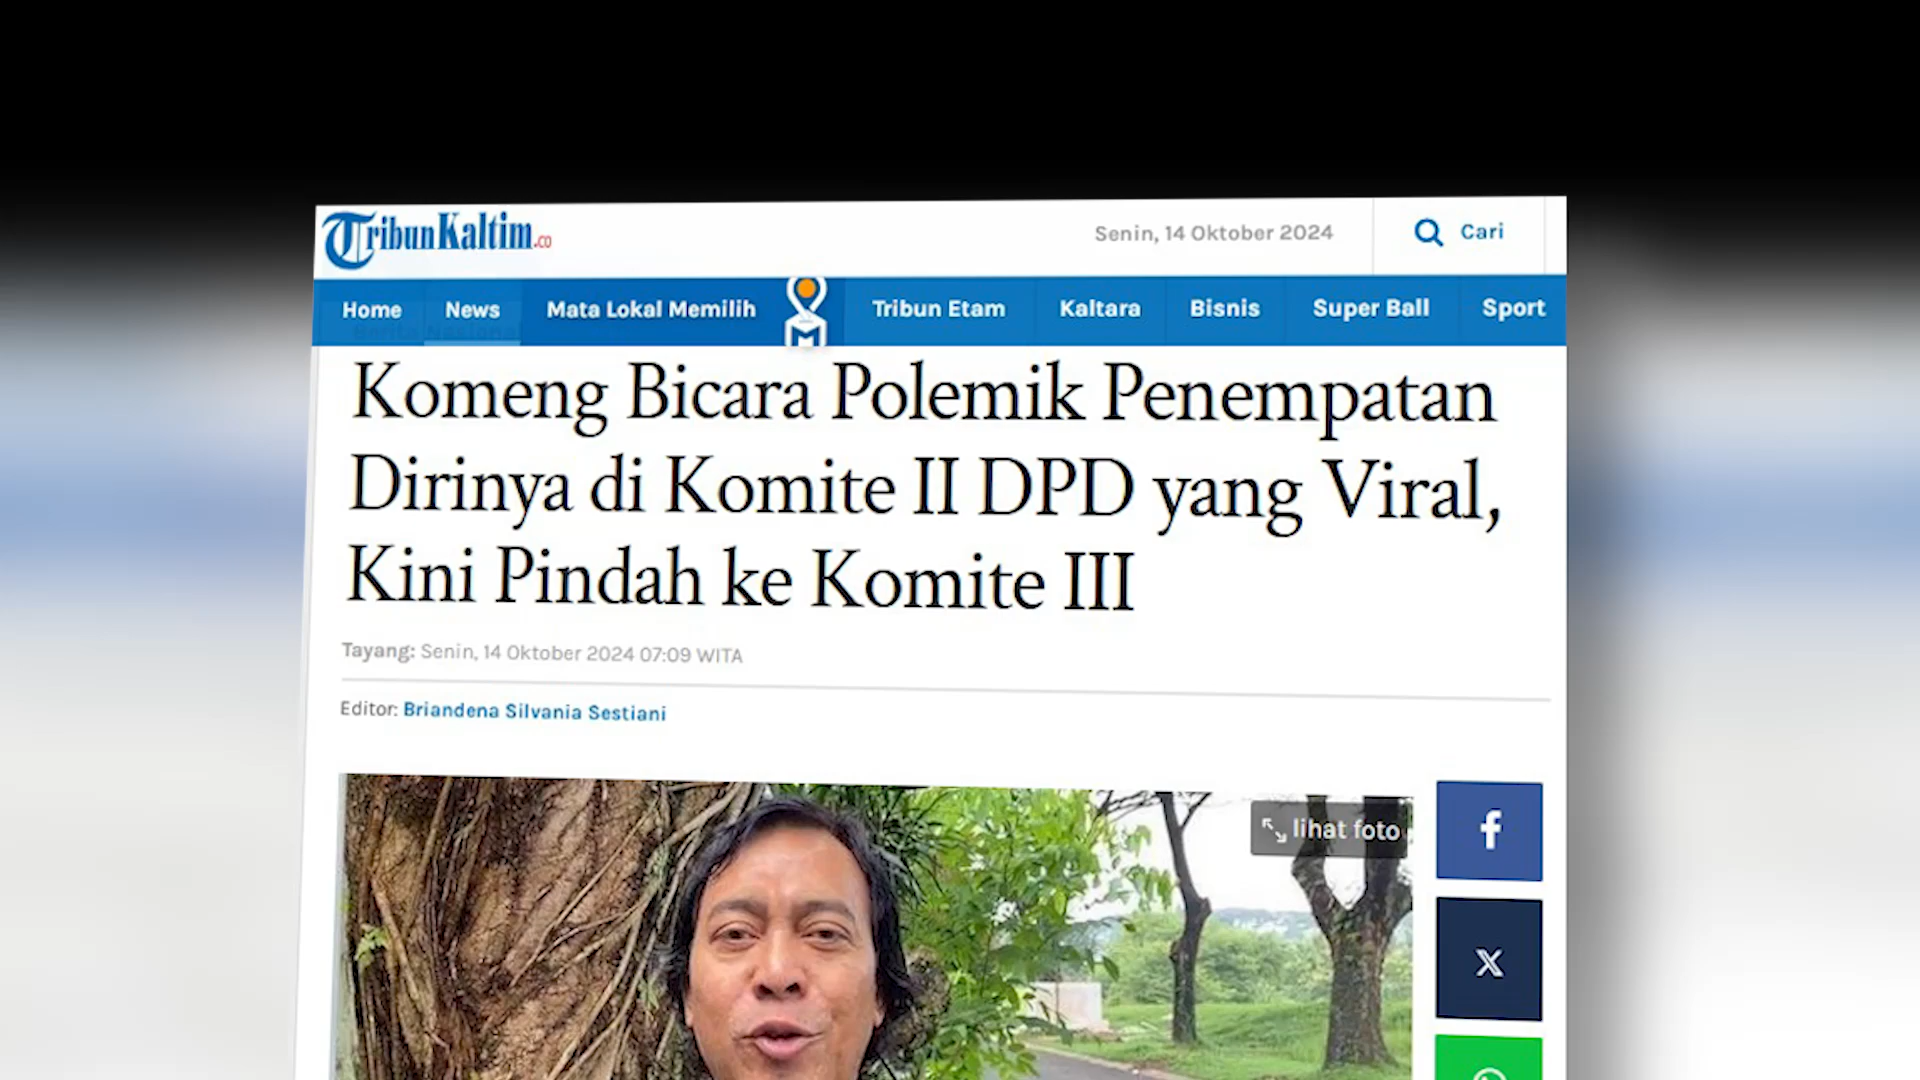 TribunKaltim.co
Senin, 14 Oktober 2024
Cari
Home News Mata Lokal Memilih Tribun Etam Kaltara Bisnis Super Ball Sport
Berita Nasional
Komeng Bicara Polemik Penempatan
Dirinya di Komite II DPD yang Viral,
Kini Pindah ke Komite III
Tayang: Senin, 14 Oktober 2024 07:09 WITA
Editor: Briandena Silvania Sestiani
lihat foto